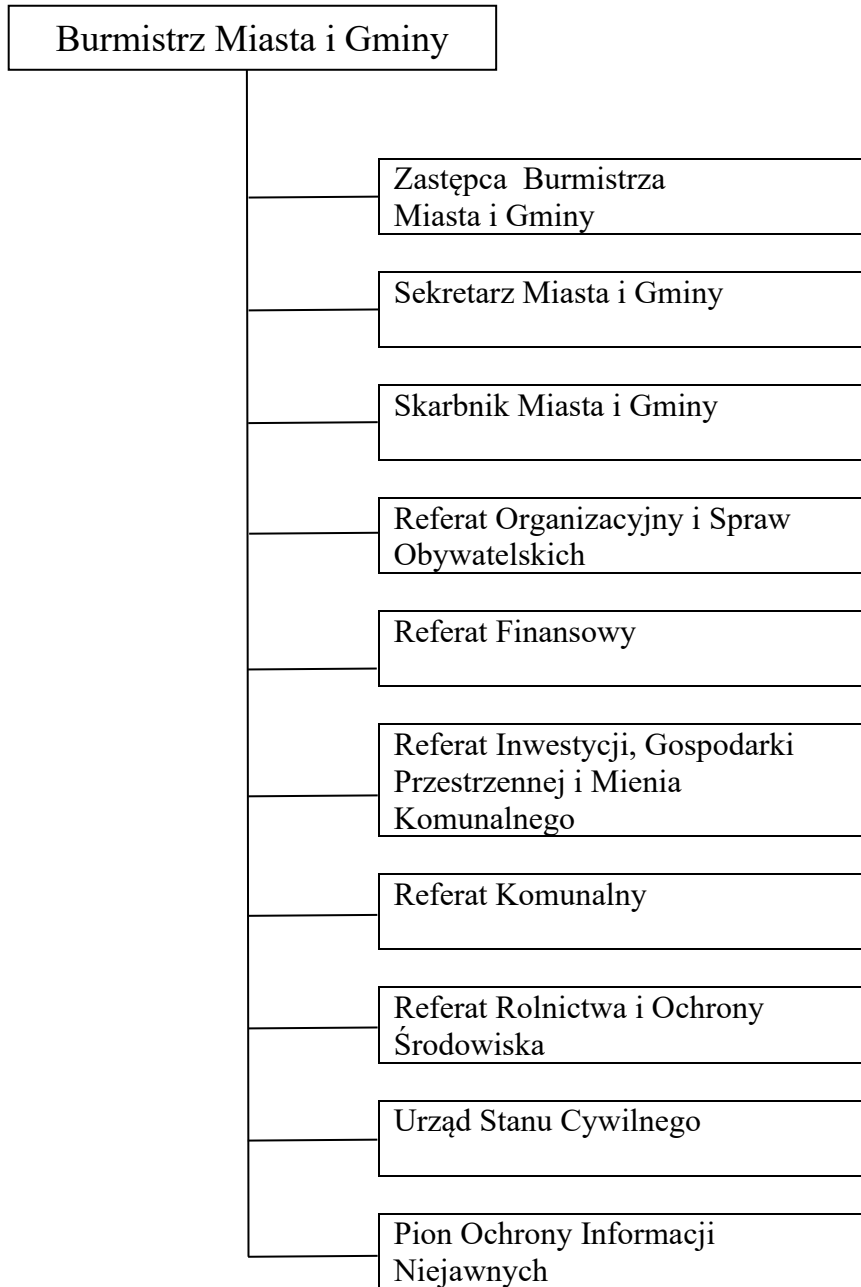 Burmistrz Miasta i Gminy
Zastępca Burmistrza
Miasta i Gminy
Sekretarz Miasta i Gminy
Skarbnik Miasta i Gminy
Referat Organizacyjny i Spraw
Obywatelskich
Referat Finansowy
Referat Inwestycji, Gospodarki
Przestrzennej i Mienia
Komunalnego
Referat Komunalny
Referat Rolnictwa i Ochrony
Środowiska
Urząd Stanu Cywilnego
Pion Ochrony Informacji
Niejawnych